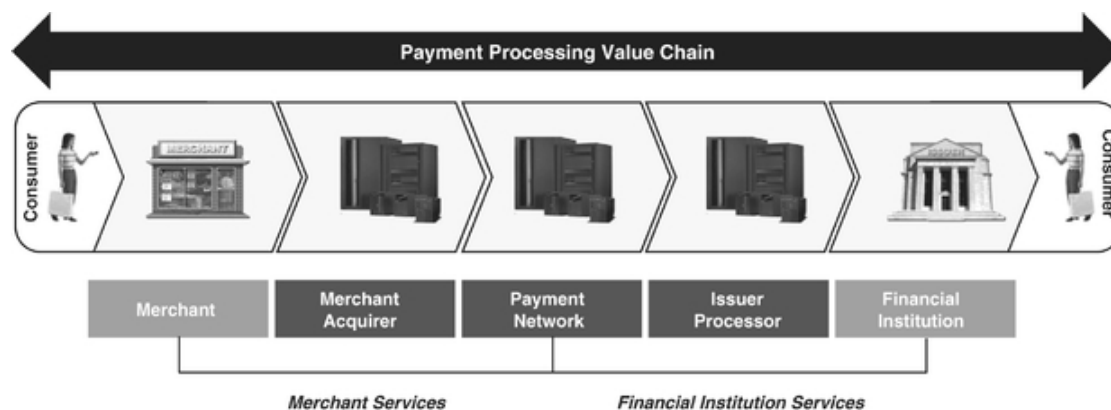 Payment Processing Value Chain
Consumer
MERCHANT
Consumer
Merchant
Merchant
Acquirer
Payment
Network
Issuer
Processor
Financial
Institution
Merchant Services
Financial Institution Services